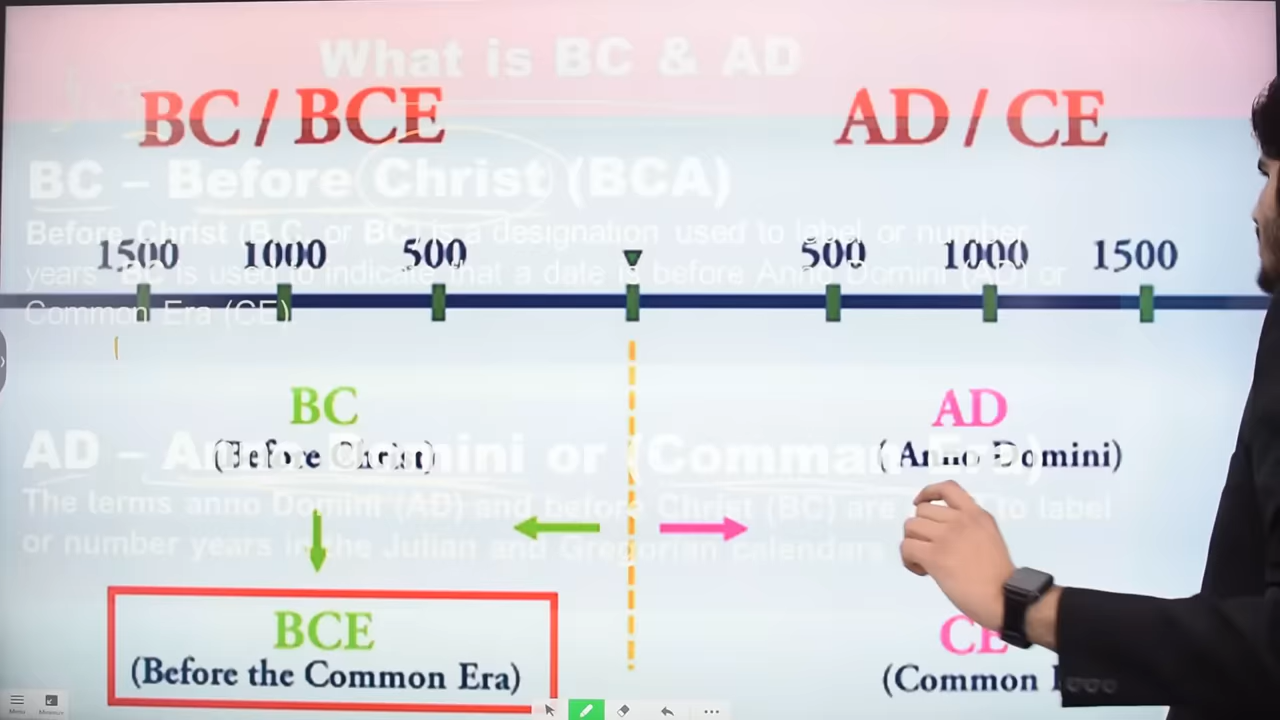 What is BC & AD
BC / BCE
AD / CE
BC – Before Christ (BCA)
Before Christ (B.C. or BC) is a designation used to label or number
years BC is used to indicate that a date is before Anno Domini [AD] or
Common Era (CE)
1500 1000 500 500 1000 1500
BC
(Before Christ)
AD
( Anno Domini)
AD – Anno Domini or (Comman Era)
The terms anno Domini (AD) and before Christ (BC) are to label
or number years in the Julian and Gregorian calendars
BCE
(Before the Common Era)
CE
(Common
Menu